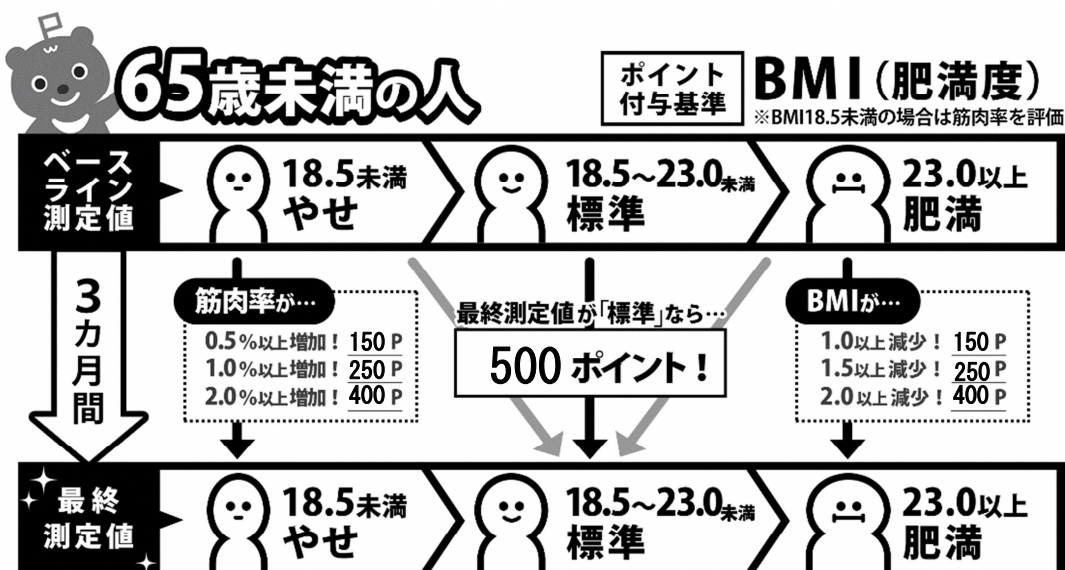 65歳未満の人
ポイント
付与基準
BMI(肥満度)
※BMI18.5未満の場合は筋肉率を評価
ベース
ライン
測定値
18.5未満
やせ
18.5~23.0未満
標準
23.0以上
肥満
3カ月間
筋肉率が…
0.5%以上増加! 150 P
1.0%以上増加! 250 P
2.0%以上増加! 400 P
最終測定値が「標準」なら…
500 ポイント!
BMIが…
1.0以上減少! 150 P
1.5以上減少! 250 P
2.0以上減少! 400 P
最終
測定値
18.5未満
やせ
18.5~23.0未満
標準
23.0以上
肥満